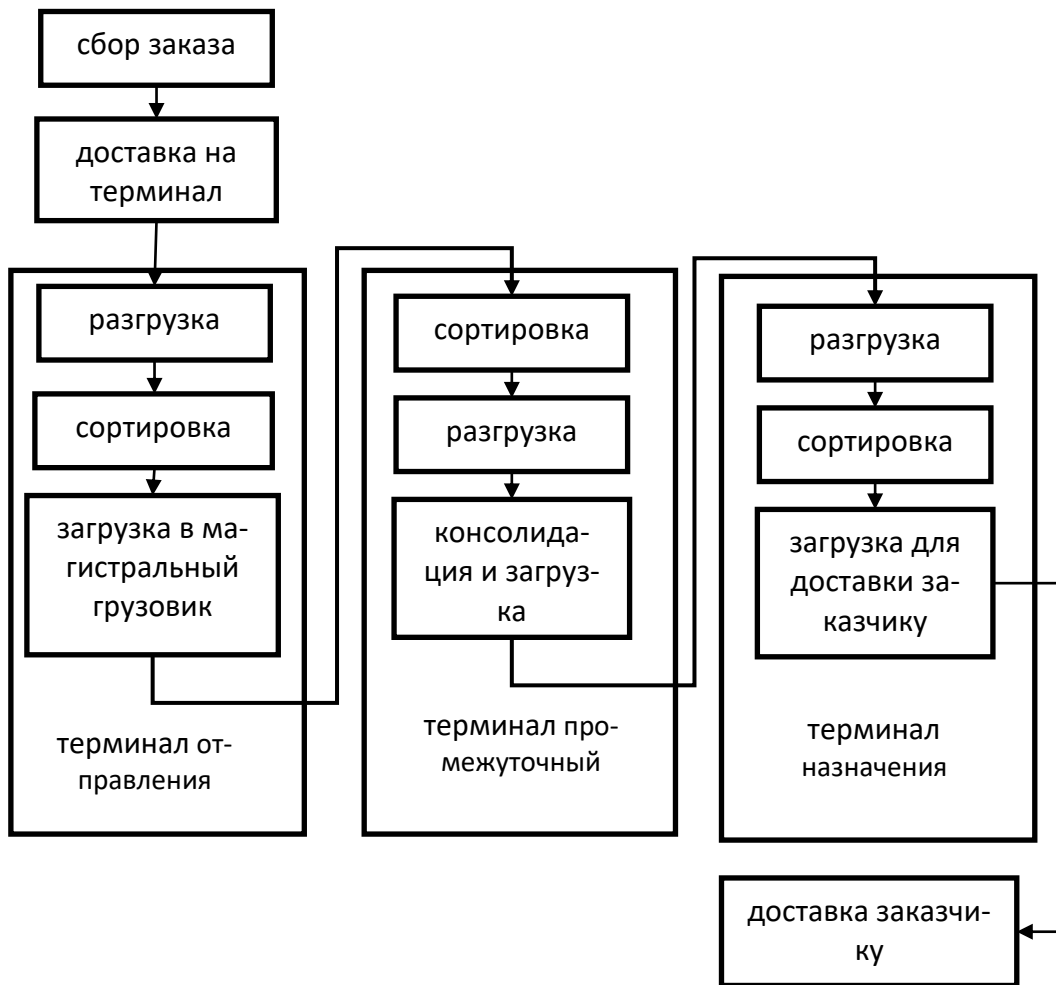 сбор заказа
доставка на
терминал
разгрузка
сортировка
загрузка в ма-
гистральный
грузовик
терминал от-
правления
сортировка
разгрузка
консолида-
ция и загруз-
ка
терминал про-
межуточный
разгрузка
сортировка
загрузка для
доставки за-
казчику
терминал
назначения
доставка заказчи-
ку